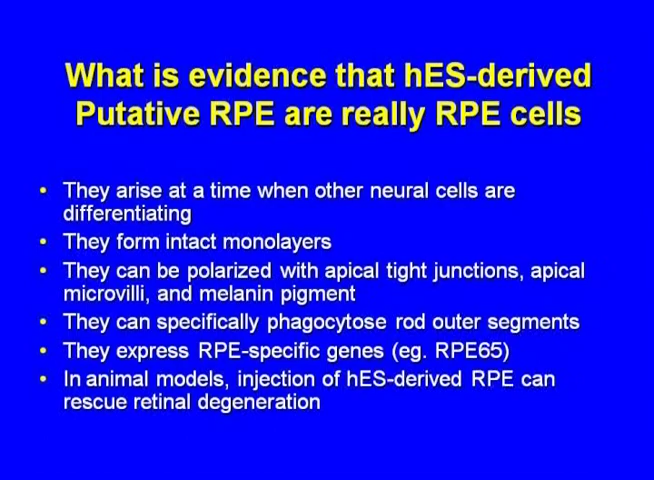 What is evidence that hES-derived
Putative RPE are really RPE cells
• They arise at a time when other neural cells are
differentiating
• They form intact monolayers
• They can be polarized with apical tight junctions, apical
microvilli, and melanin pigment
• They can specifically phagocytose rod outer segments
• They express RPE-specific genes (eg. RPE65)
• In animal models, injection of hES-derived RPE can
rescue retinal degeneration